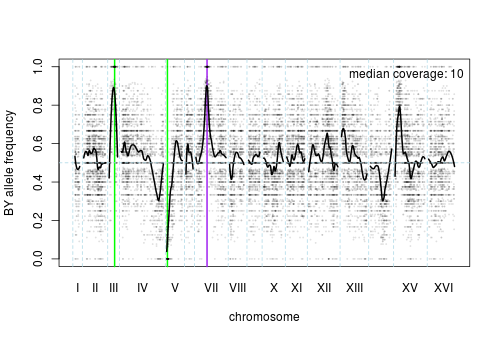 median coverage: 10
BY allele frequency
0.0 0.2 0.4 0.6 0.8 1.0
I II III IV V VII VIII X XI XII XIII XV XVI
chromosome